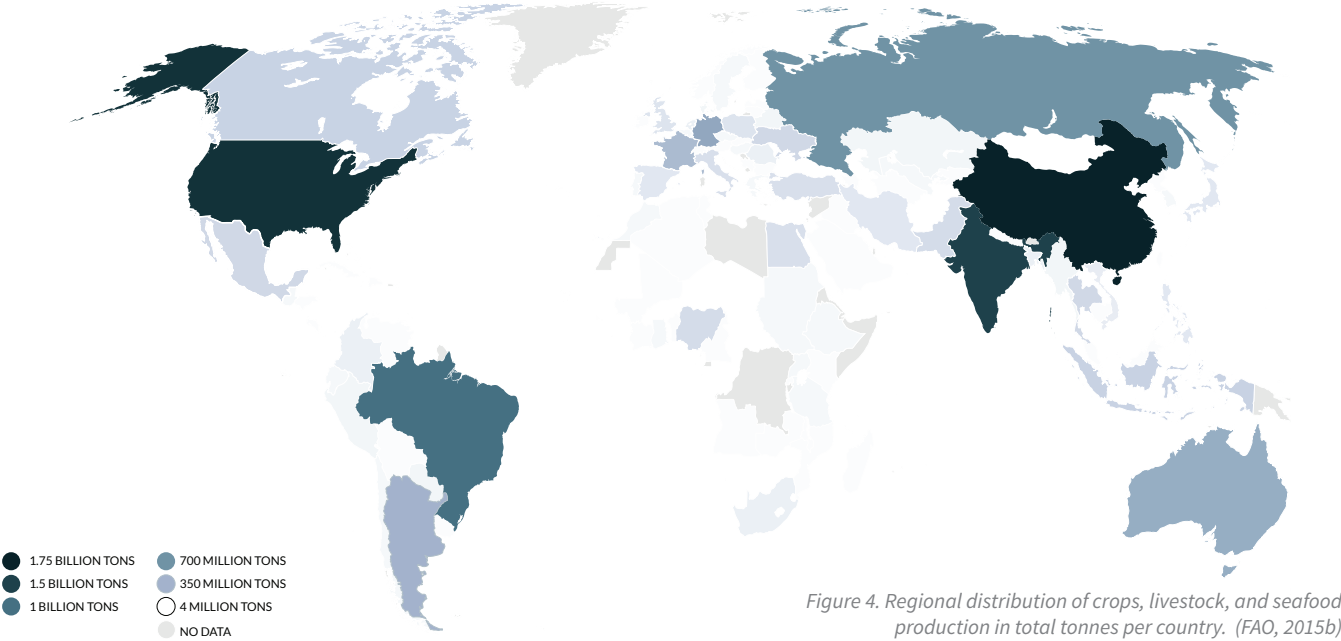 1.75 BILLION TONS
1.5 BILLION TONS
1 BILLION TONS
700 MILLION TONS
350 MILLION TONS
4 MILLION TONS
NO DATA
Figure 4. Regional distribution of crops, livestock, and seafood
production in total tonnes per country. (FAO, 2015b)